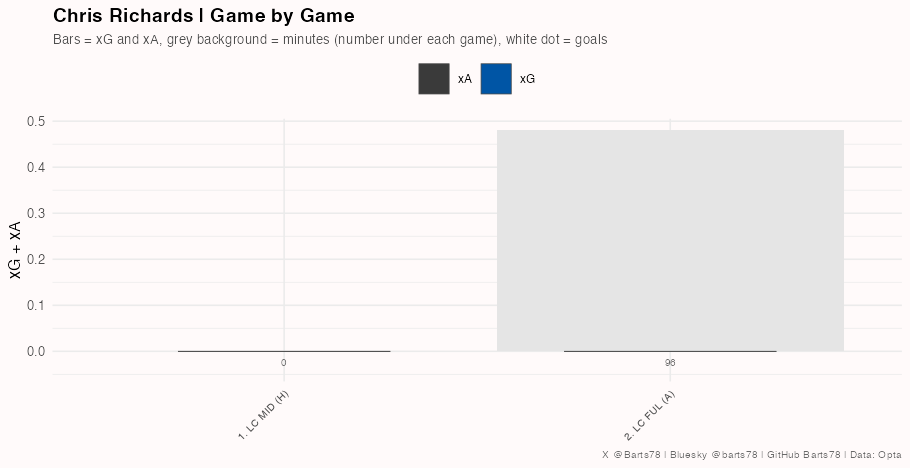 Chris Richards | Game by Game
Bars = xG and xA, grey background = minutes (number under each game), white dot = goals
xA xG
xG + xA
0.5
0.4
0.3
0.2
0.1
0.0
0 96
1. LC MID (H) 2. LC FUL (A)
X @Barts78 | Bluesky @barts78 | GitHub Barts78 | Data: Opta